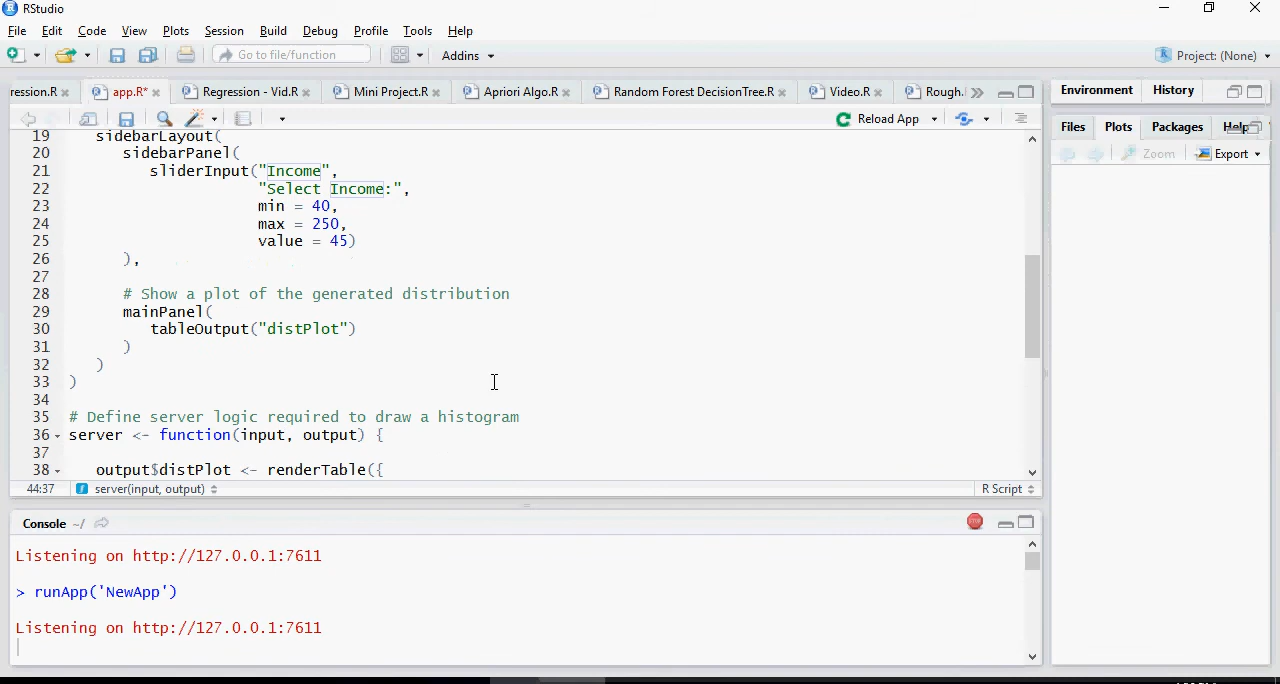 RStudio
File Edit Code View Plots Session Build Debug Profile Tools Help
Go to file/function Addins Project: (None)
ression.R app.R* Regression - Vid.R Mini Project.R Apriori Algo.R Random Forest DecisionTree.R Video.R Rough.
Reload App
19 sidebarLayout(
20 sidebarPanel(
21 sliderInput("Income",
22 "Select Income:",
23 min = 40,
24 max = 250,
25 value = 45)
26 ),
27
28 # Show a plot of the generated distribution
29 mainPanel(
30 tableOutput("distPlot")
31 )
32 )
33 )
34
35 # Define server logic required to draw a histogram
36 server <- function(input, output) {
37
38 output$distPlot <- renderTable({
44:37 server(input, output) R Script
Console ~/
STOP
Listening on http://127.0.0.1:7611
> runApp('NewApp')
Listening on http://127.0.0.1:7611
Environment History
Files Plots Packages Help
Zoom Export